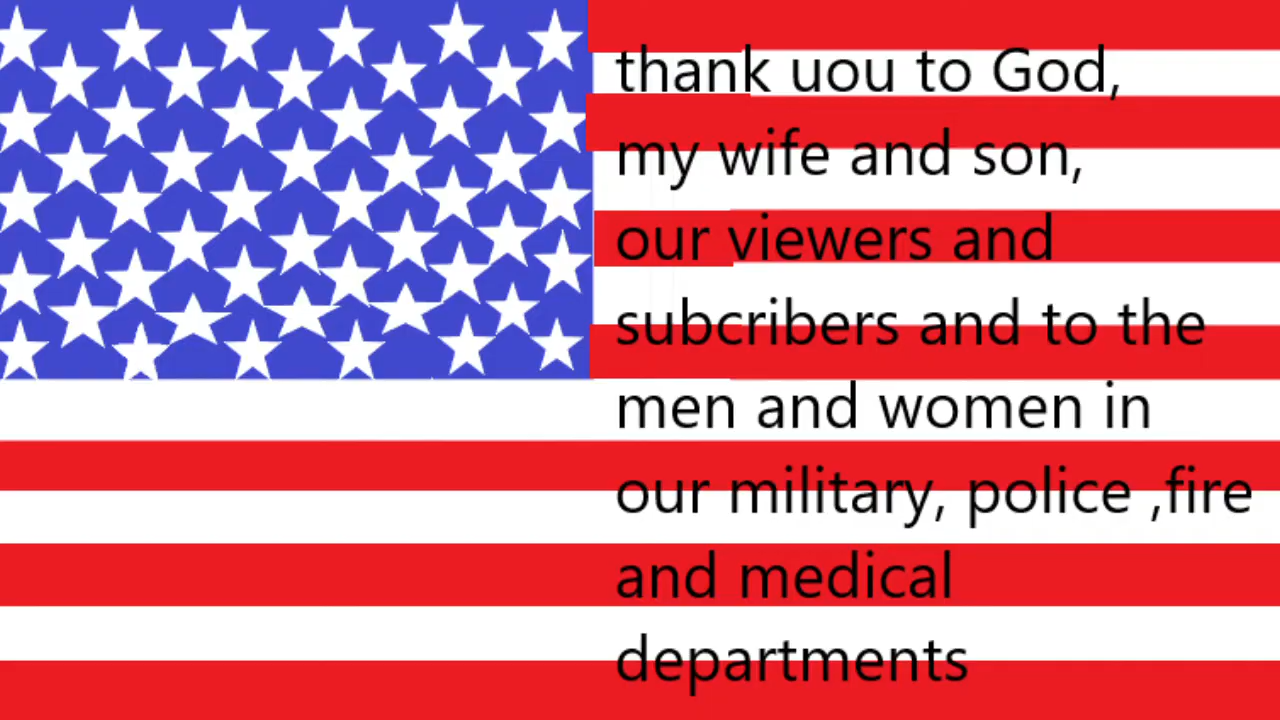 thank uou to God,
my wife and son,
our viewers and
subcribers and to the
men and women in
our military, police ,fire
and medical
departments